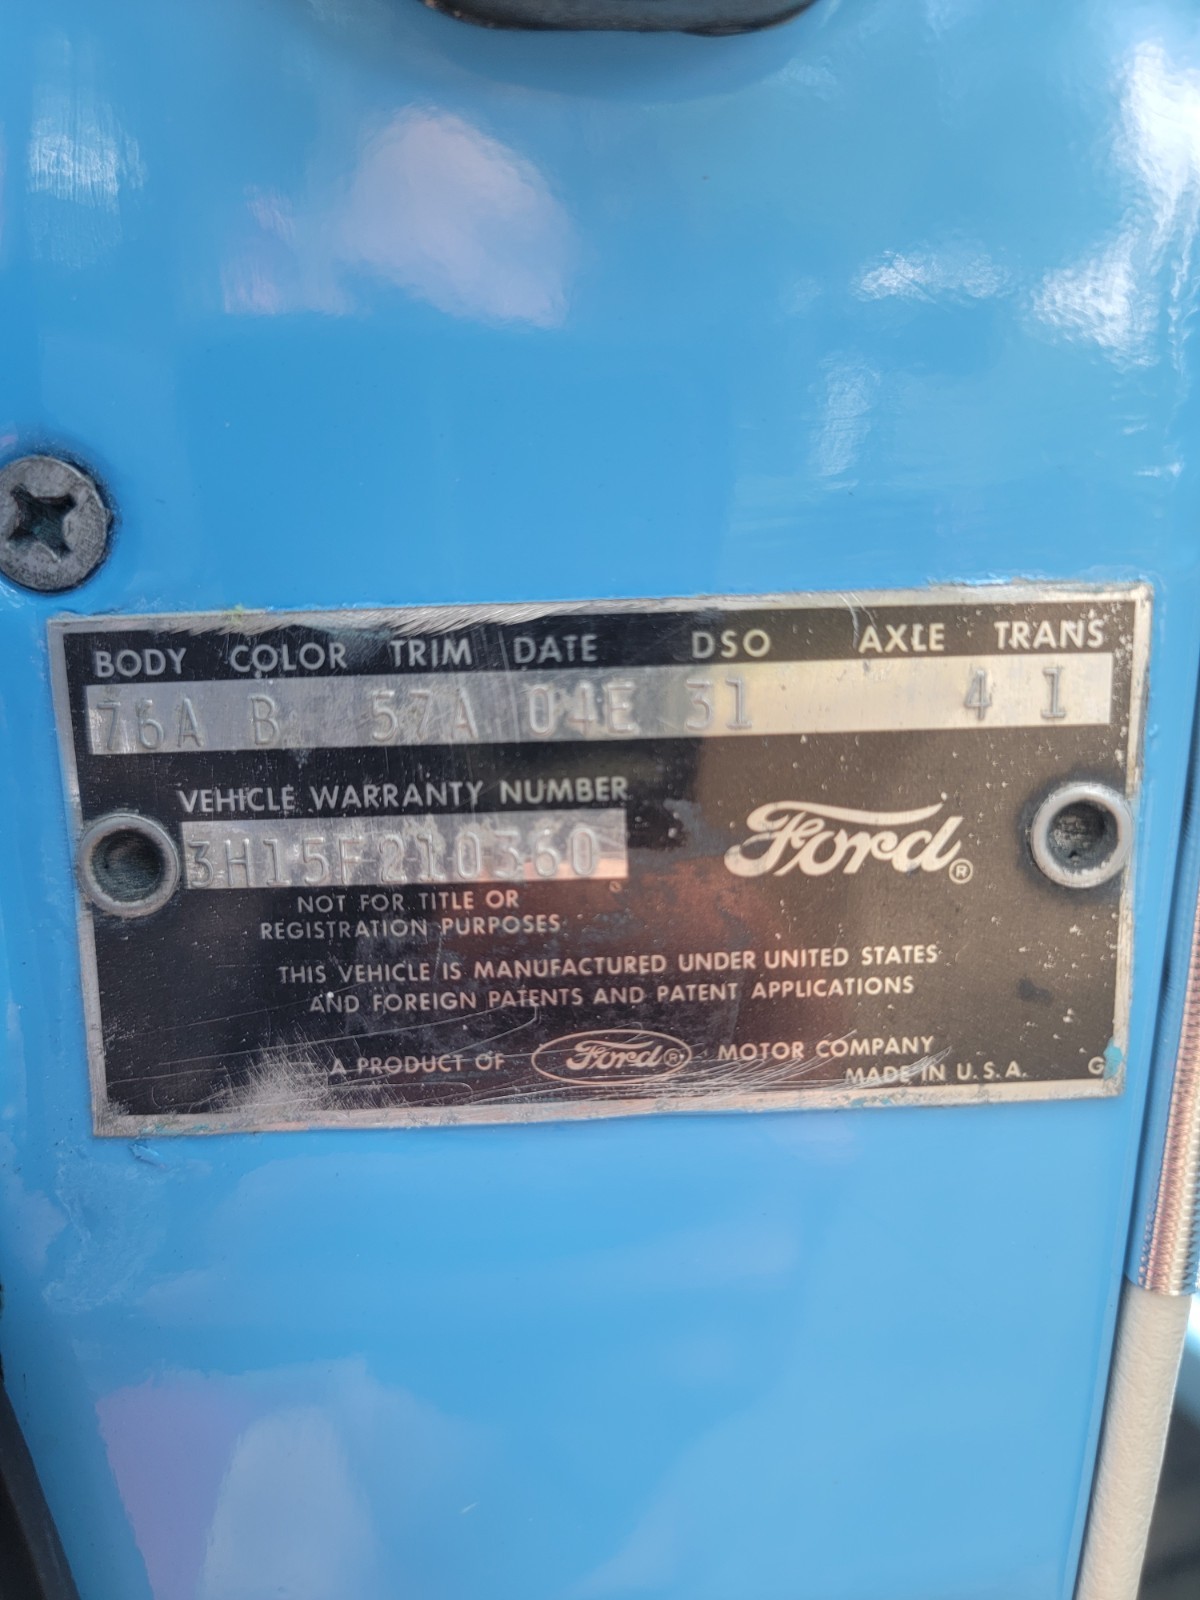 BODY COLOR TRIM DATE DSO AXLE TRANS
76A B 57A 04E 31 4 1
VEHICLE WARRANTY NUMBER
3H15F210360
Ford®
NOT FOR TITLE OR
REGISTRATION PURPOSES
THIS VEHICLE IS MANUFACTURED UNDER UNITED STATES
AND FOREIGN PATENTS AND PATENT APPLICATIONS
A PRODUCT OF Ford® MOTOR COMPANY
MADE IN U.S.A. G